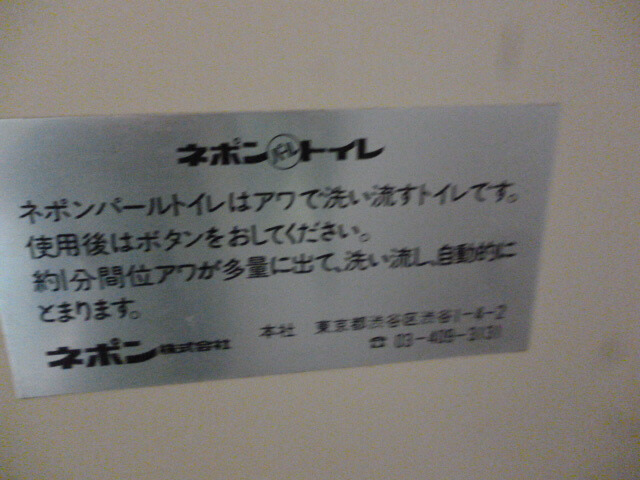 ネポンパールトイレ
ネポンパールトイレはアワで洗い流すトイレです。
使用後はボタンをおしてください。
約1分間位アワが多量に出て、洗い流し、自動的に
とまります。
ネポン株式会社 本社 東京都渋谷区渋谷1-4-2
☎ 03-409-3131